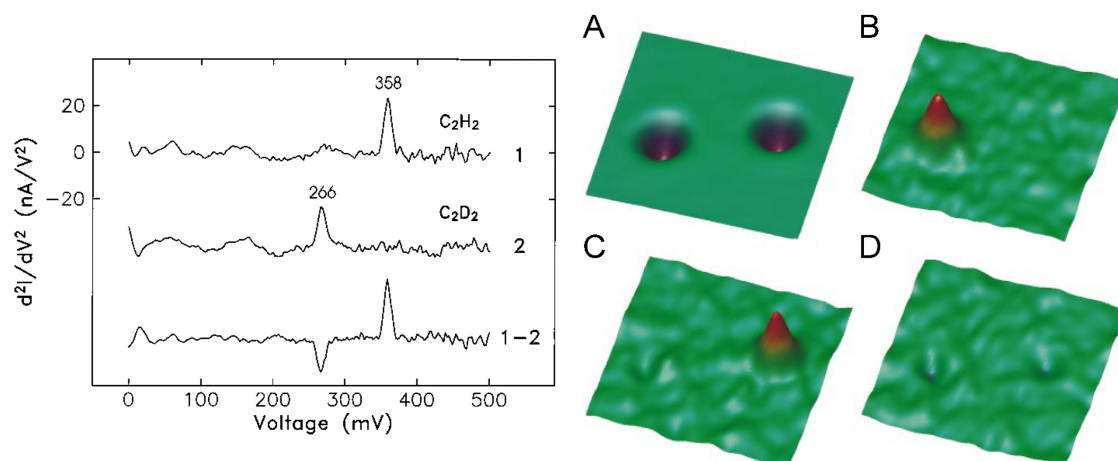 A
B
358
20
C₂H₂
0
1
−20
266
C₂D₂
2
d²I/dV² (nA/V²)
C
D
1−2
0 100 200 300 400 500
Voltage (mV)